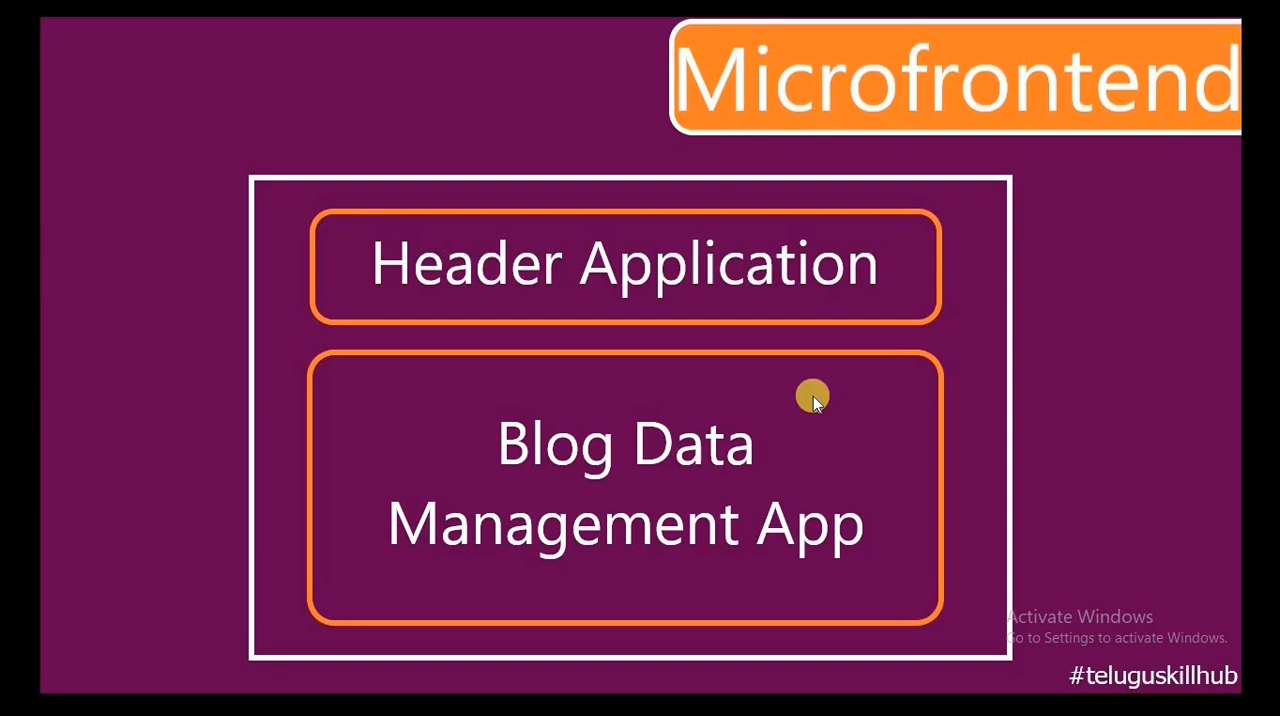 Microfrontend
Header Application
Blog Data
Management App
Activate Windows
Go to Settings to activate Windows.
#teluguskillhub